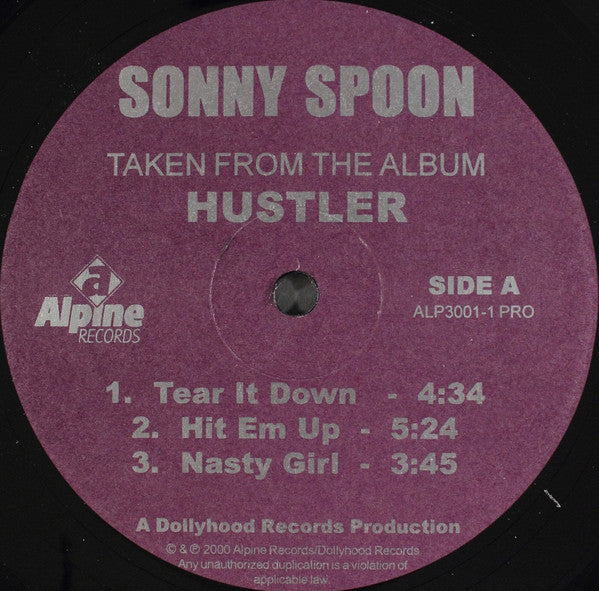 SONNY SPOON
TAKEN FROM THE ALBUM
HUSTLER
a
Alpine
RECORDS
SIDE A
ALP3001-1 PRO
1. Tear It Down - 4:34
2. Hit Em Up - 5:24
3. Nasty Girl - 3:45
A Dollyhood Records Production
© & ℗ 2000 Alpine Records/Dollyhood Records
Any unauthorized duplication is a violation of
applicable law.